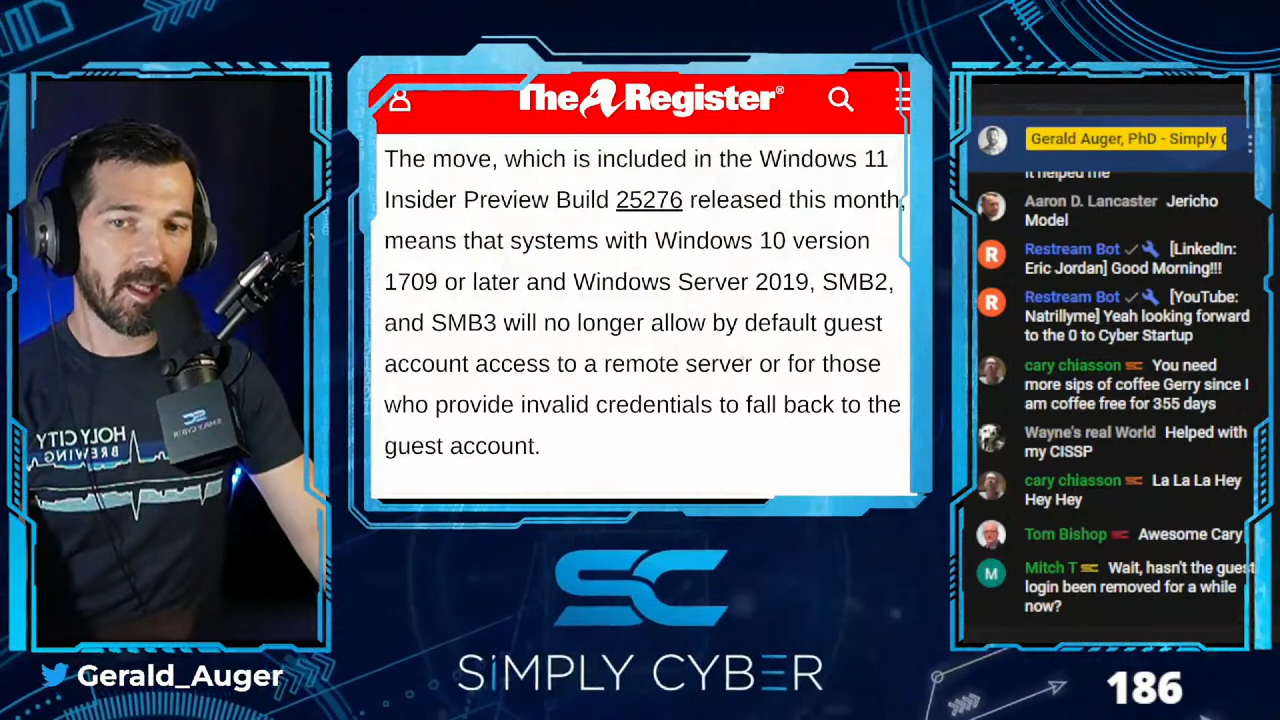 The Register®
The move, which is included in the Windows 11
Insider Preview Build 25276 released this month,
means that systems with Windows 10 version
1709 or later and Windows Server 2019, SMB2,
and SMB3 will no longer allow by default guest
account access to a remote server or for those
who provide invalid credentials to fall back to the
guest account.
HOLY CITY
BREWING
SIMPLY CYBER
Gerald_Auger
SC
SiMPLY CYBER
Gerald Auger, PhD - Simply C
it helped me
Aaron D. Lancaster Jericho
Model
R Restream Bot [LinkedIn:
Eric Jordan] Good Morning!!!
R Restream Bot [YouTube:
Natrillyme] Yeah looking forward
to the 0 to Cyber Startup
cary chiasson You need
more sips of coffee Gerry since I
am coffee free for 355 days
Wayne's real World Helped with
my CISSP
cary chiasson La La La Hey
Hey Hey
Tom Bishop Awesome Cary
M Mitch T Wait, hasn't the guest
login been removed for a while
now?
186